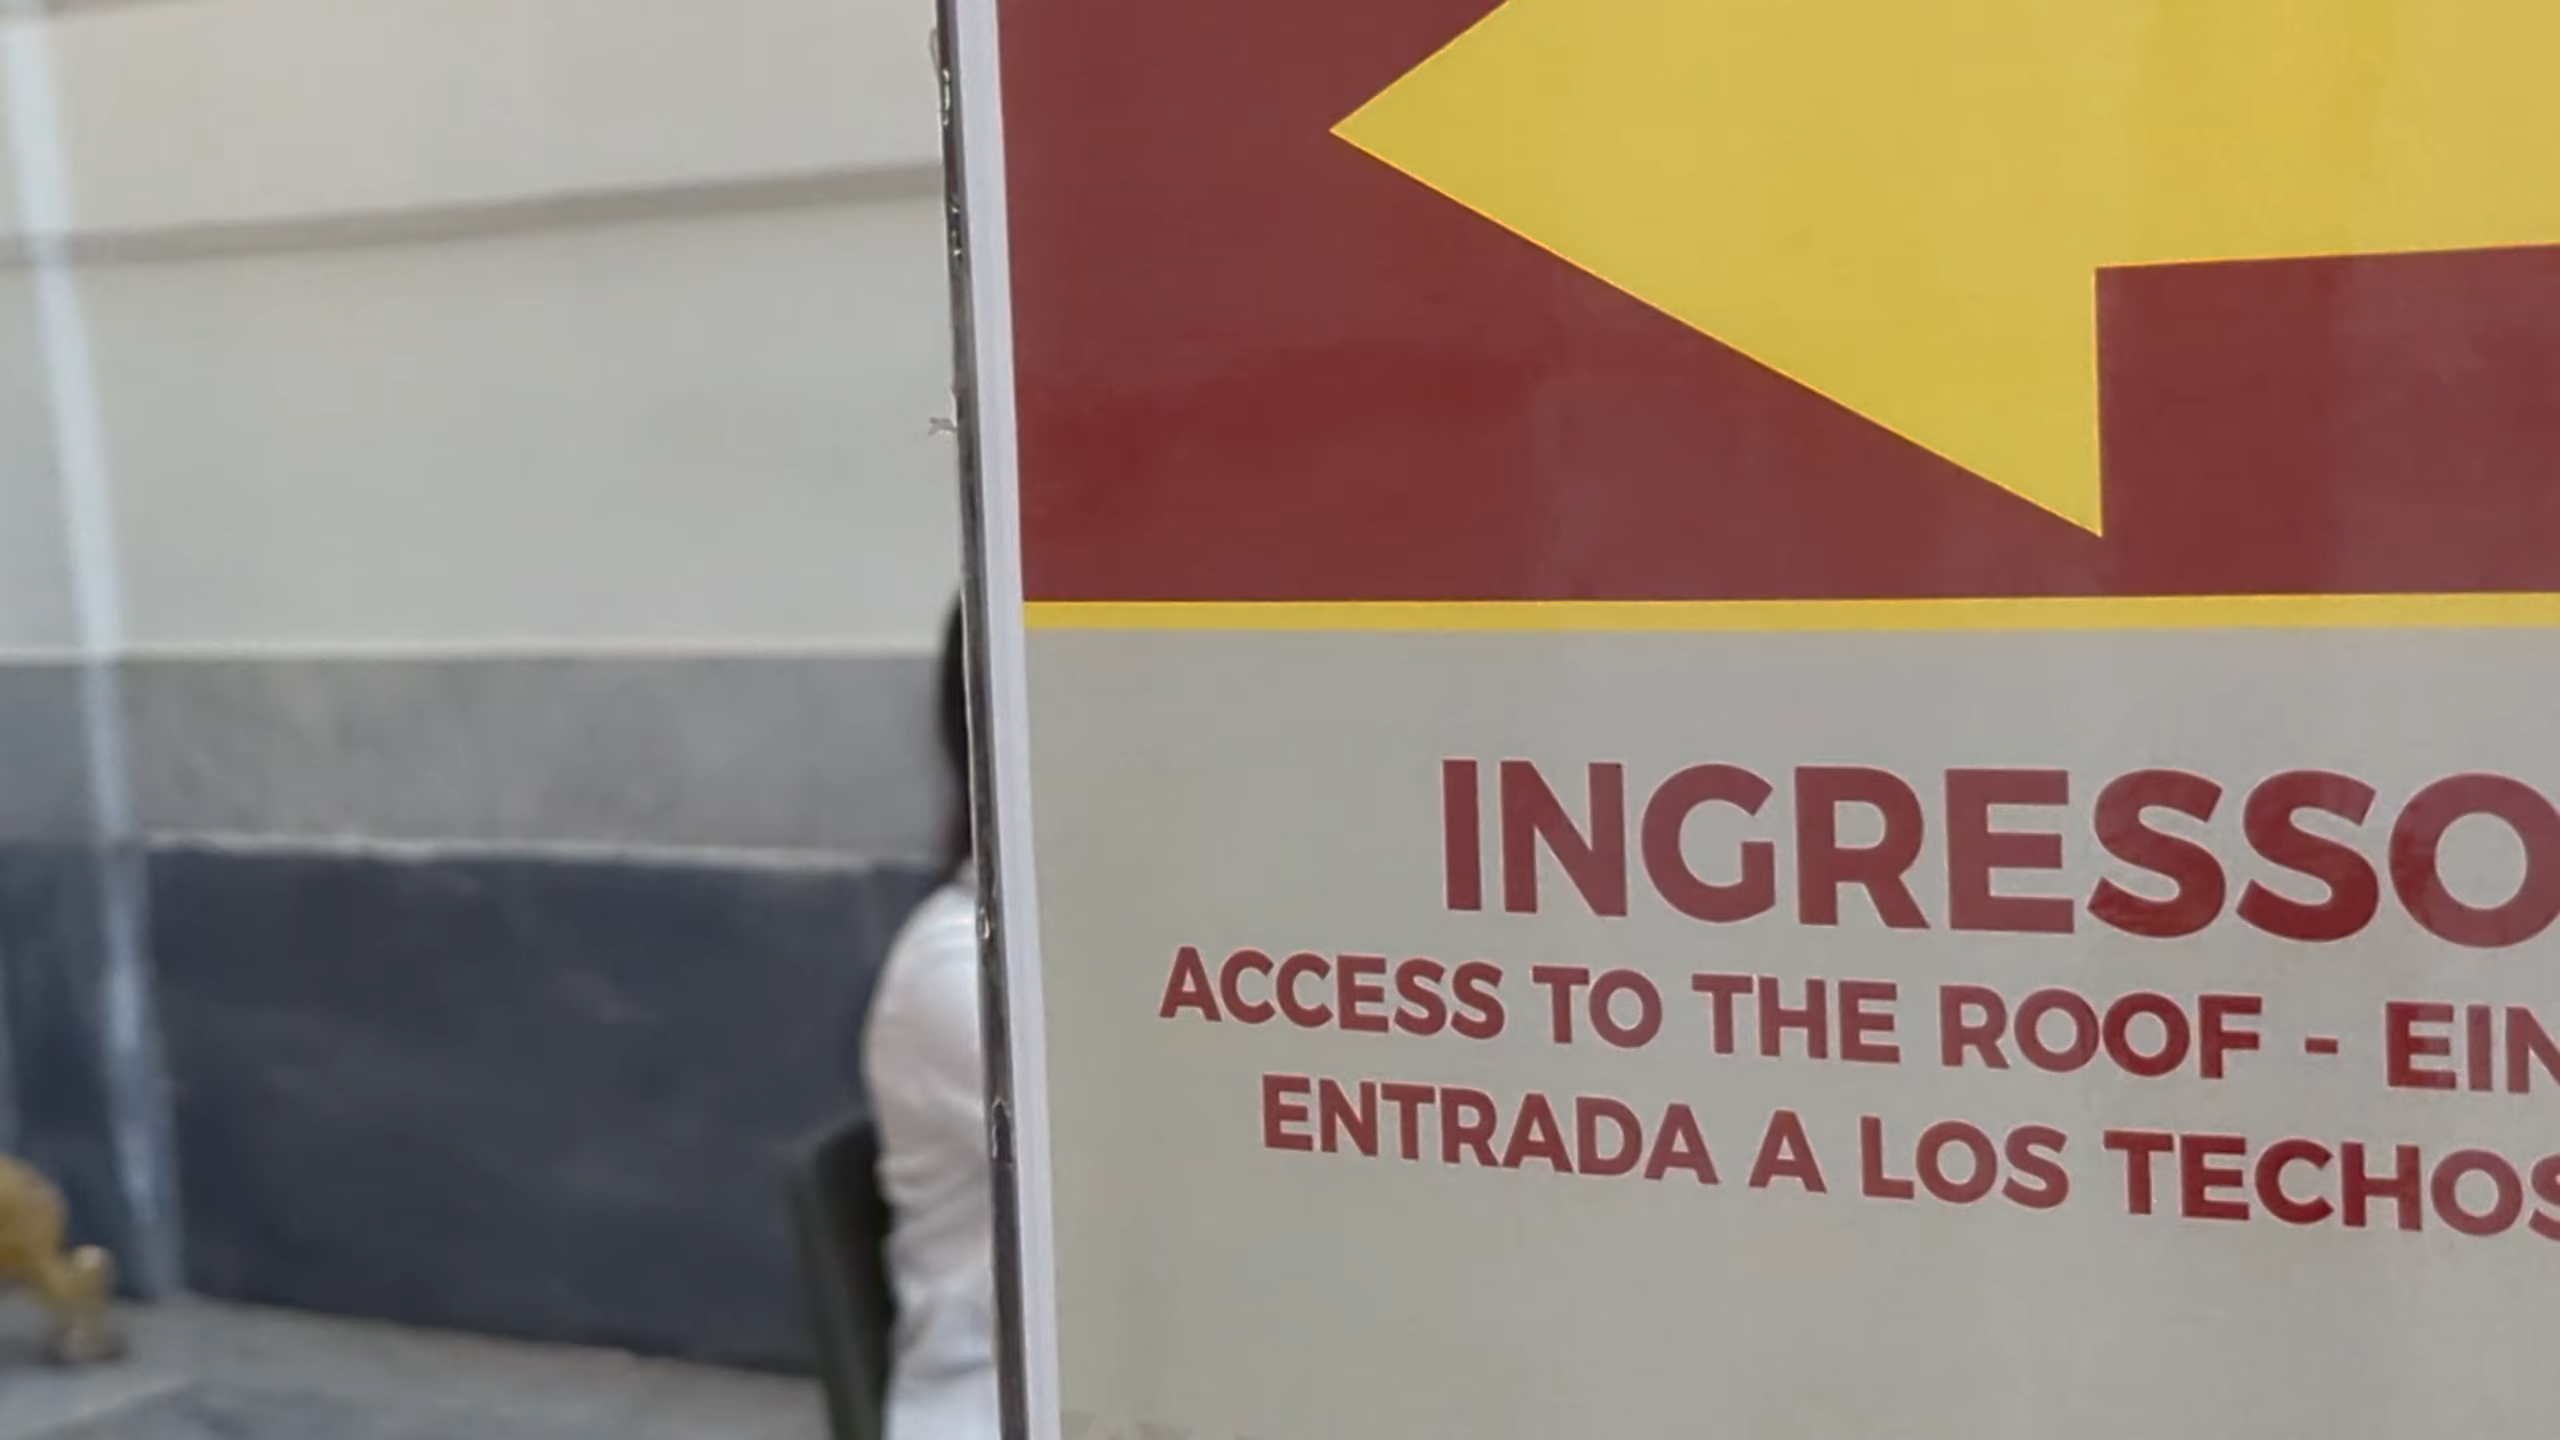 INGRESSO
ACCESS TO THE ROOF - EIN
ENTRADA A LOS TECHOS